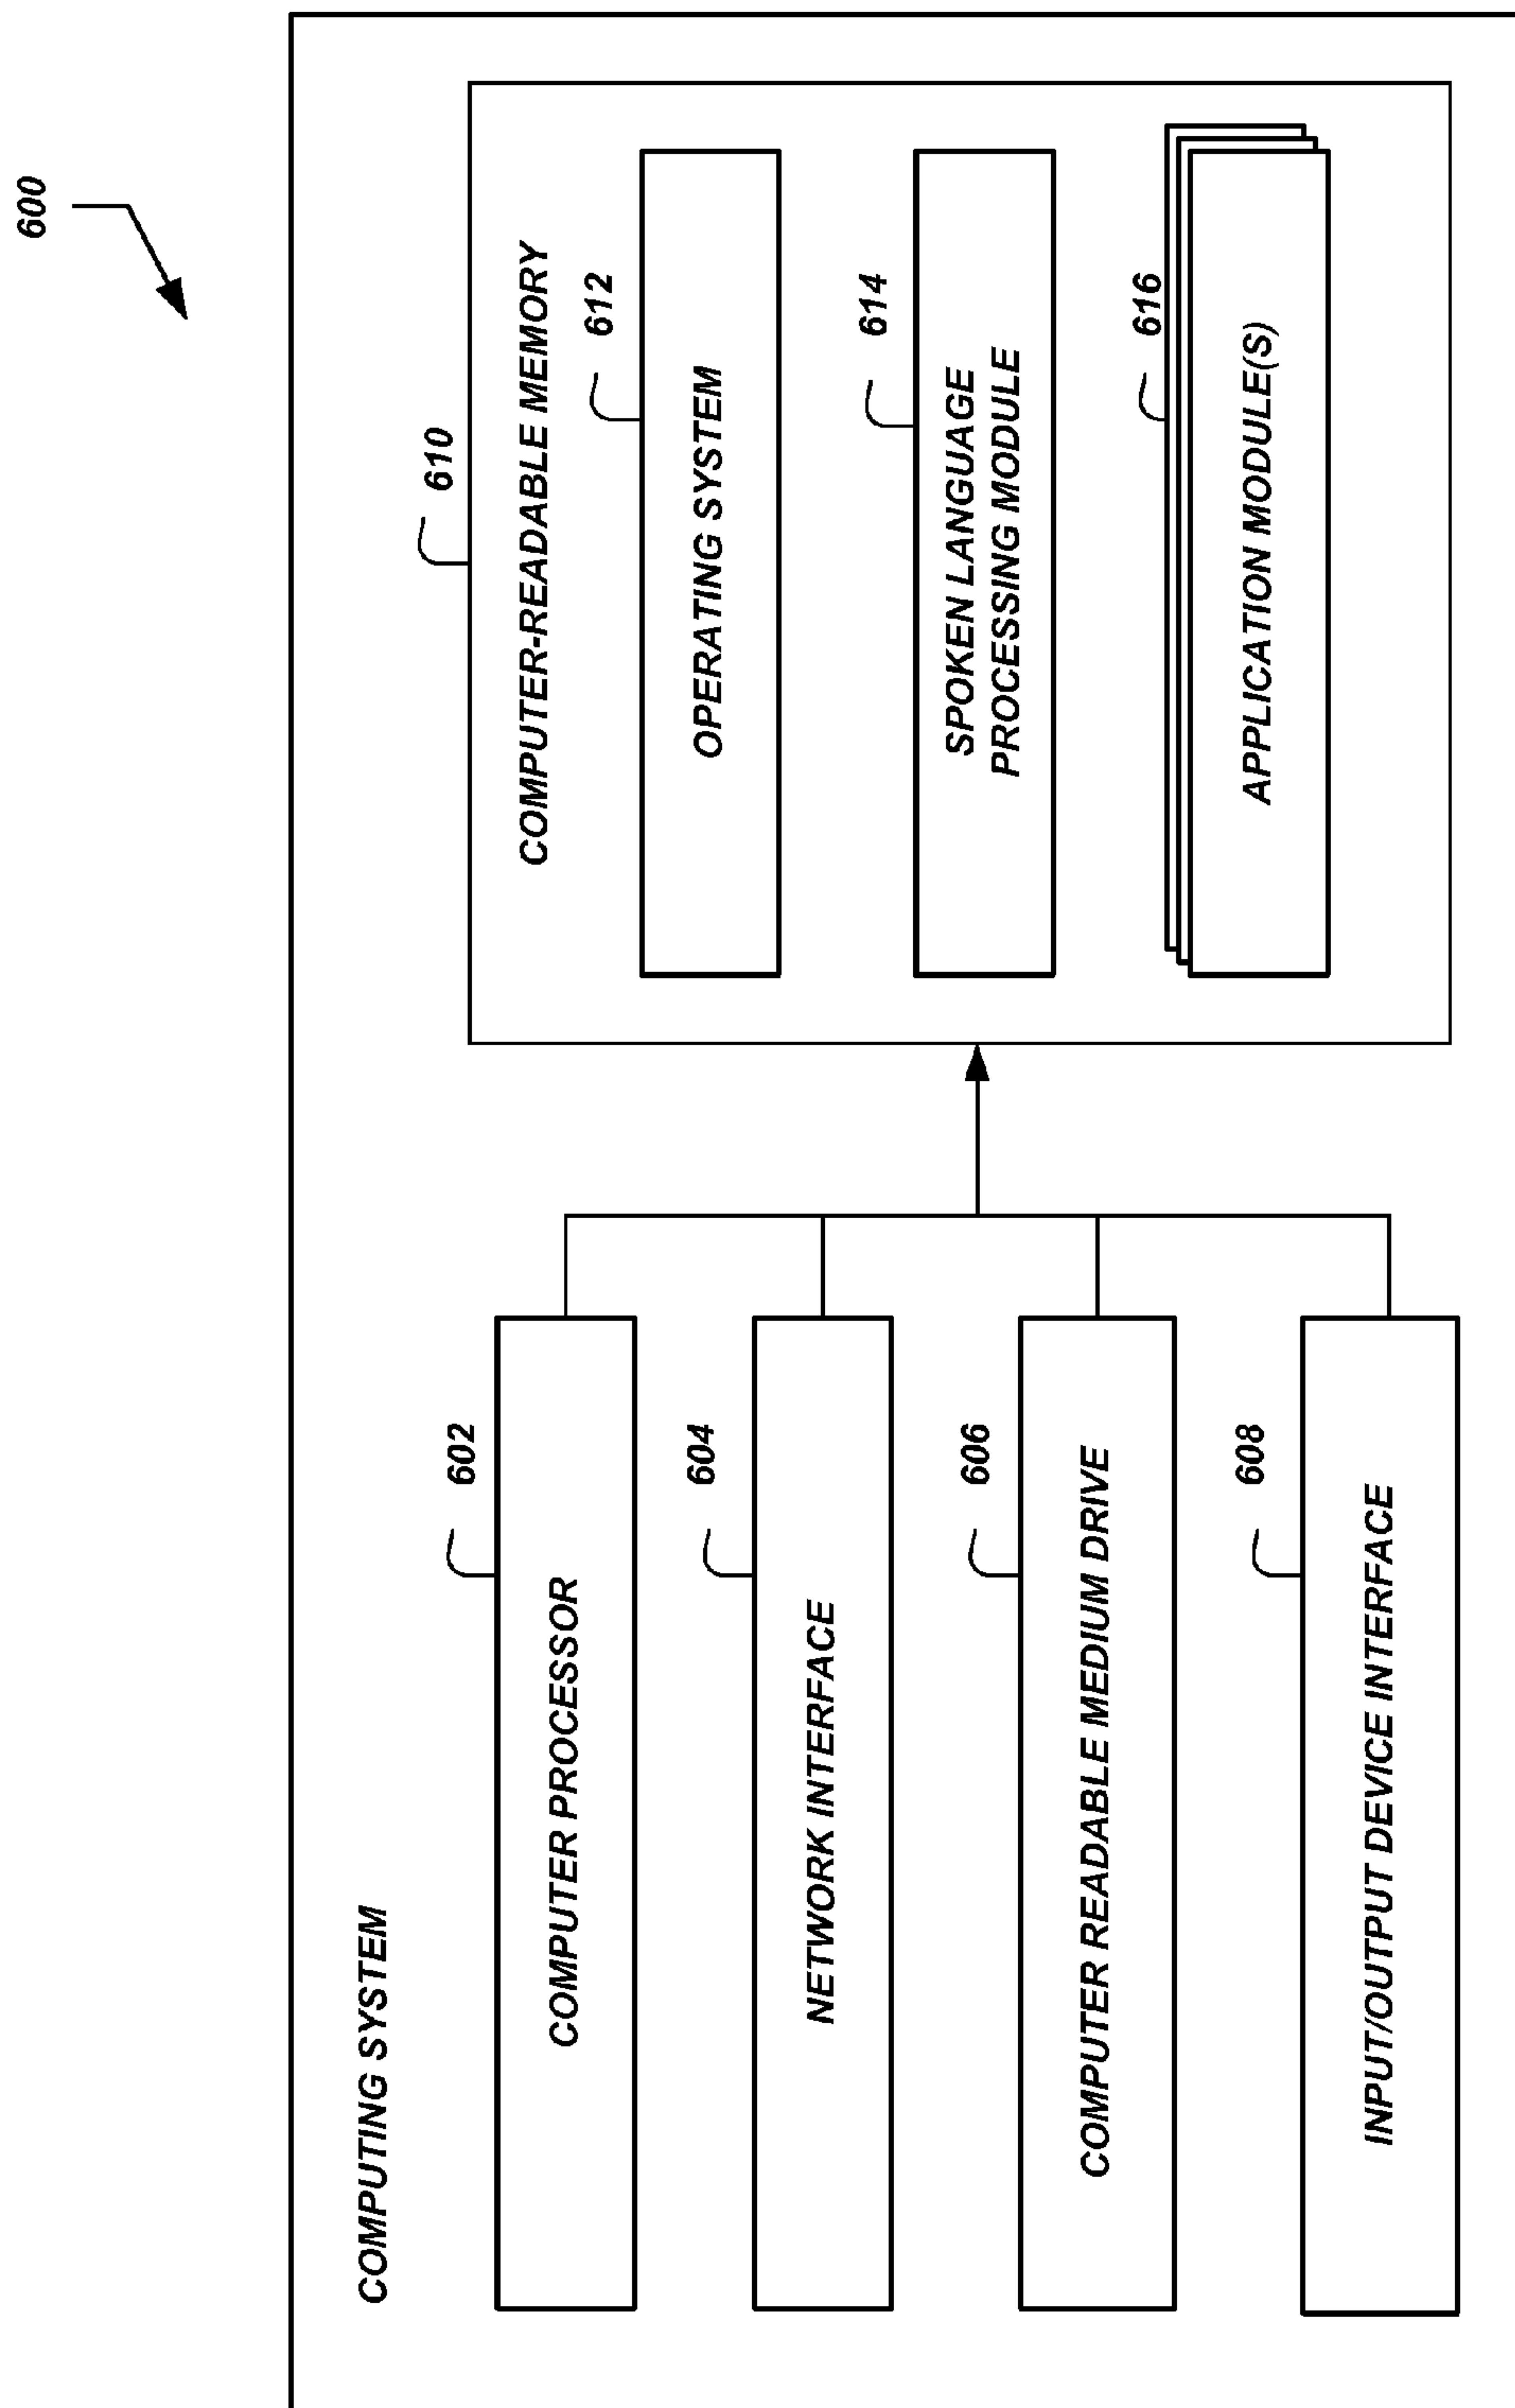 600
COMPUTING SYSTEM
602
COMPUTER PROCESSOR
604
NETWORK INTERFACE
606
COMPUTER READABLE MEDIUM DRIVE
608
INPUT/OUTPUT DEVICE INTERFACE
610
COMPUTER-READABLE MEMORY
612
OPERATING SYSTEM
614
SPOKEN LANGUAGE
PROCESSING MODULE
616
APPLICATION MODULE(S)